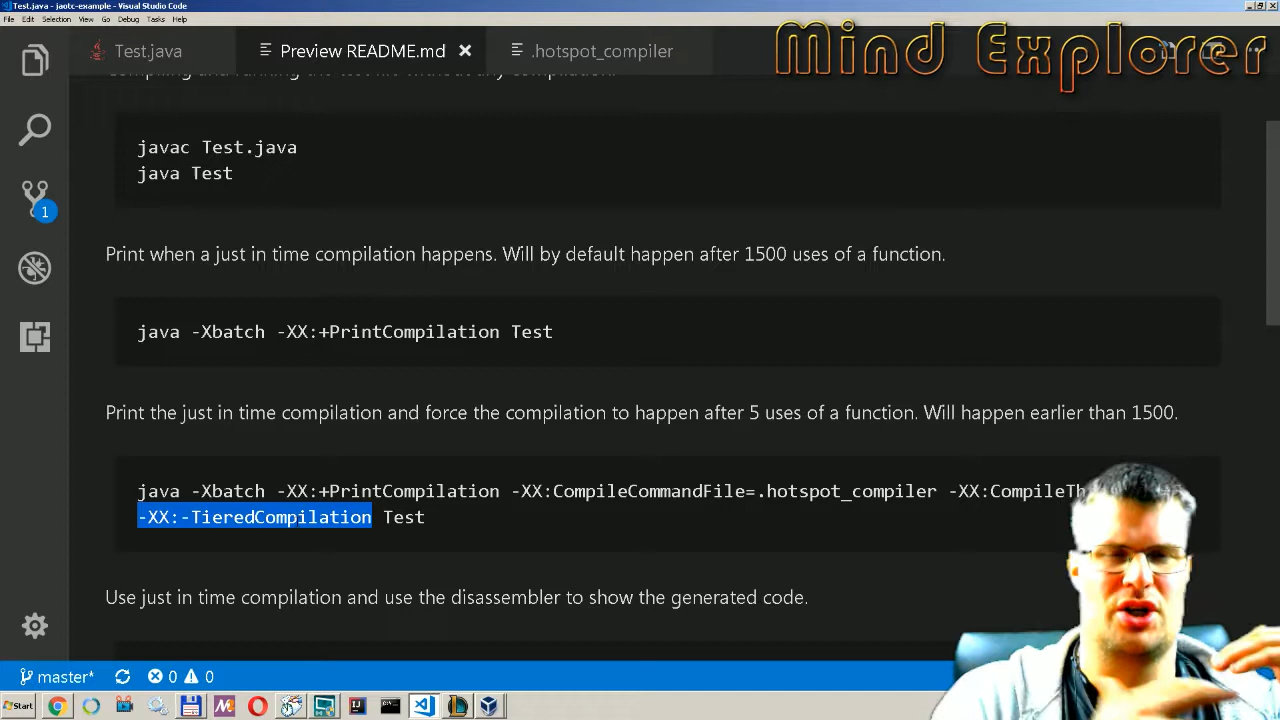 Test.java - jaotc-example - Visual Studio Code
File Edit Selection View Go Debug Tasks Help
Test.java Preview README.md .hotspot_compiler
Mind Explorer
javac Test.java
java Test
Print when a just in time compilation happens. Will by default happen after 1500 uses of a function.
java -Xbatch -XX:+PrintCompilation Test
Print the just in time compilation and force the compilation to happen after 5 uses of a function. Will happen earlier than 1500.
java -Xbatch -XX:+PrintCompilation -XX:CompileCommandFile=.hotspot_compiler
-XX:-TieredCompilation Test
Use just in time compilation and use the disassembler to show the generated code.
1
master* 0 0
Start